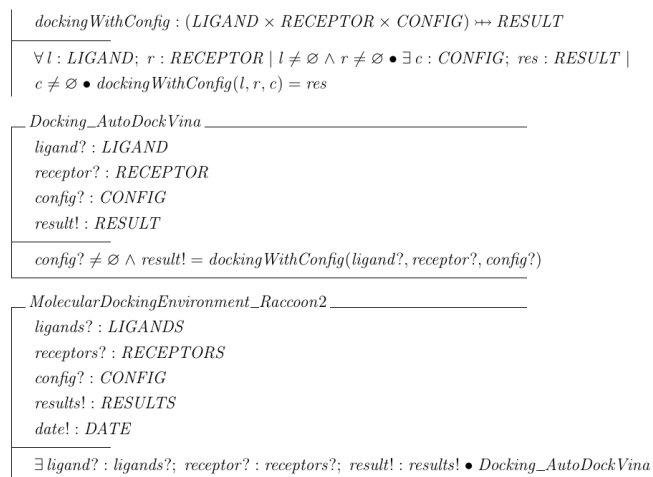 dockingWithConfig : (LIGAND × RECEPTOR × CONFIG) ⤖ RESULT
∀ l : LIGAND; r : RECEPTOR | l ≠ ∅ ∧ r ≠ ∅ • ∃ c : CONFIG; res : RESULT |
c ≠ ∅ • dockingWithConfig(l, r, c) = res
Docking_AutoDockVina
ligand? : LIGAND
receptor? : RECEPTOR
config? : CONFIG
result! : RESULT
config? ≠ ∅ ∧ result! = dockingWithConfig(ligand?, receptor?, config?)
MolecularDockingEnvironment_Raccoon2
ligands? : LIGANDS
receptors? : RECEPTORS
config? : CONFIG
results! : RESULTS
date! : DATE
∃ ligand? : ligands?; receptor? : receptors?; result! : results! • Docking_AutoDockVina